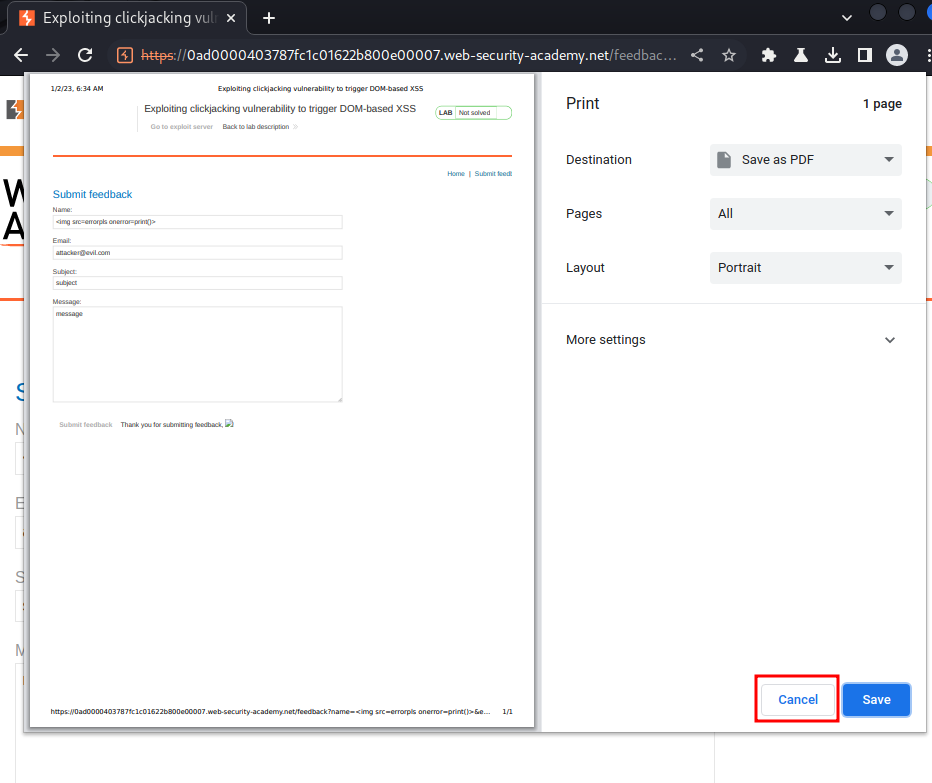 Exploiting clickjacking vul
https://0ad0000403787fc1c01622b800e00007.web-security-academy.net/feedbac...
1/2/23, 6:34 AM
Exploiting clickjacking vulnerability to trigger DOM-based XSS
Exploiting clickjacking vulnerability to trigger DOM-based XSS
LAB Not solved
Go to exploit server Back to lab description
Home | Submit feedb
Submit feedback
Name:
<img src=errorpls onerror=print()>
Email:
attacker@evil.com
Subject:
subject
Message:
message
Submit feedback Thank you for submitting feedback,
https://0ad0000403787fc1c01622b800e00007.web-security-academy.net/feedback?name=<img src=errorpls onerror=print()>&e... 1/1
Print 1 page
Destination Save as PDF
Pages All
Layout Portrait
More settings
Cancel Save
W
A
S
N
E
S
M